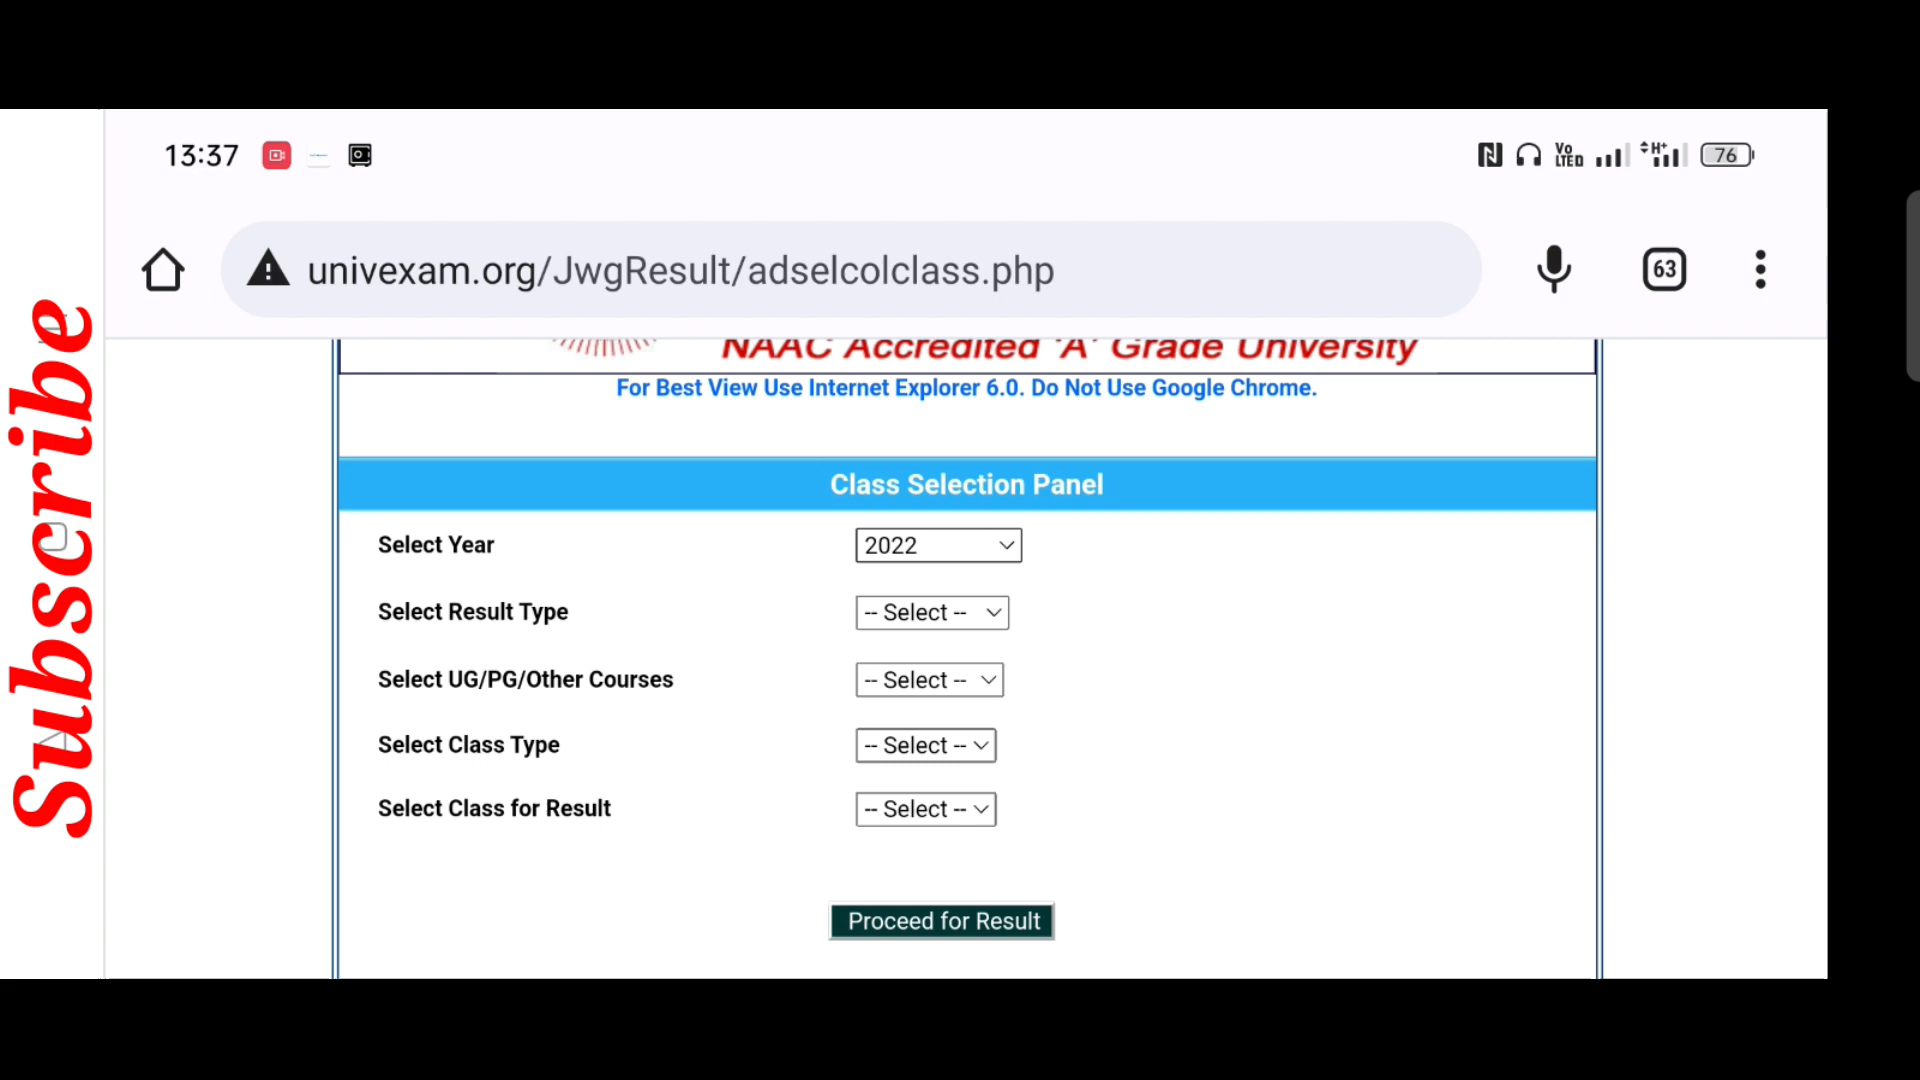 13:37
Vo
LTED
H+
76
univexam.org/JwgResult/adselcolclass.php
63
NAAC Accredited 'A' Grade University
For Best View Use Internet Explorer 6.0. Do Not Use Google Chrome.
Class Selection Panel
Select Year
2022
Select Result Type
-- Select --
Select UG/PG/Other Courses
-- Select --
Select Class Type
-- Select --
Select Class for Result
-- Select --
Proceed for Result
Subscribe